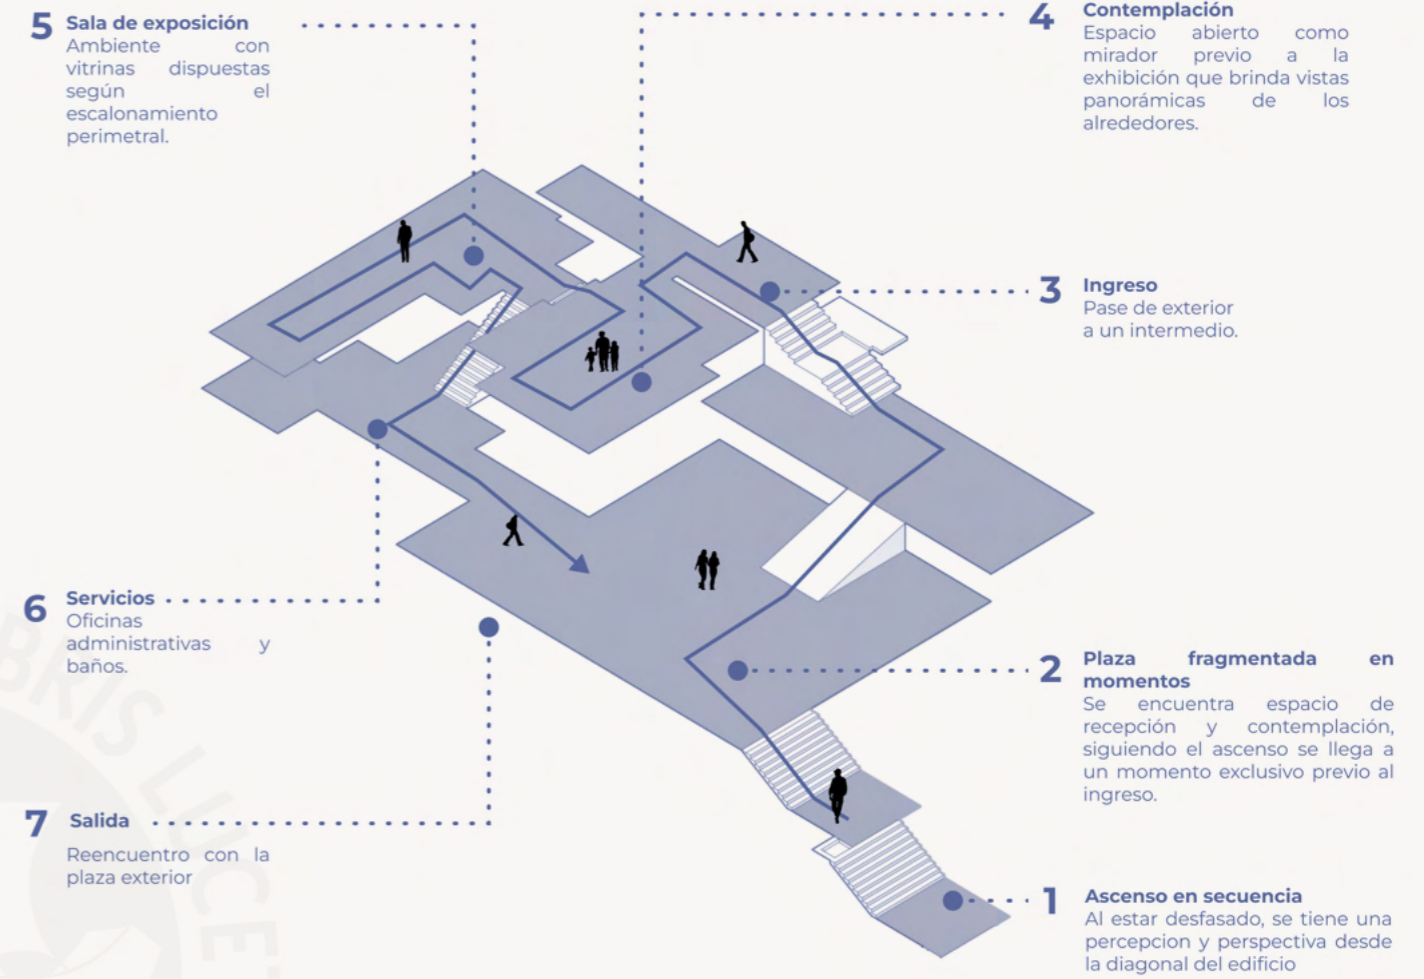 5 Sala de exposición
Ambiente con
vitrinas dispuestas
según el
escalonamiento
perimetral.
4 Contemplación
Espacio abierto como
mirador previo a la
exhibición que brinda vistas
panorámicas de los
alrededores.
3 Ingreso
Pase de exterior
a un intermedio.
6 Servicios
Oficinas
administrativas y
baños.
2 Plaza fragmentada en
momentos
Se encuentra espacio de
recepción y contemplación,
siguiendo el ascenso se llega a
un momento exclusivo previo al
ingreso.
7 Salida
Reencuentro con la
plaza exterior
1 Ascenso en secuencia
Al estar desfasado, se tiene una
percepcion y perspectiva desde
la diagonal del edificio